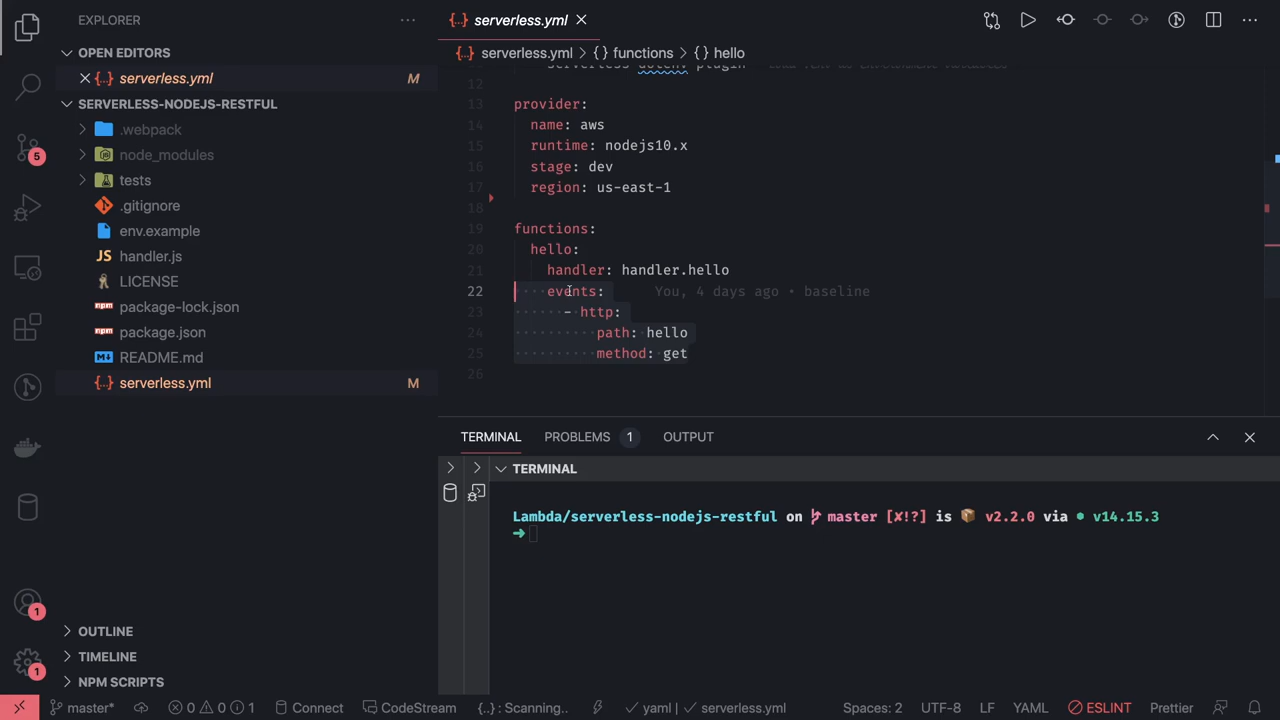 EXPLORER
OPEN EDITORS
serverless.yml M
SERVERLESS-NODEJS-RESTFUL
.webpack
node_modules
tests
.gitignore
env.example
JS handler.js
LICENSE
package-lock.json
package.json
README.md
serverless.yml M
OUTLINE
TIMELINE
NPM SCRIPTS
5
1
1
serverless.yml
serverless.yml > {} functions > {} hello
12
13 provider:
14 name: aws
15 runtime: nodejs10.x
16 stage: dev
17 region: us-east-1
18
19 functions:
20 hello:
21 handler: handler.hello
22 events: You, 4 days ago • baseline
23 - http:
24 path: hello
25 method: get
26
TERMINAL PROBLEMS 1 OUTPUT
TERMINAL
Lambda/serverless-nodejs-restful on master [✘!?] is 📦 v2.2.0 via ● v14.15.3
➜
master* 0 0 1 Connect CodeStream {..} : Scanning.. ✓ yaml | ✓ serverless.yml Spaces: 2 UTF-8 LF YAML ESLINT Prettier